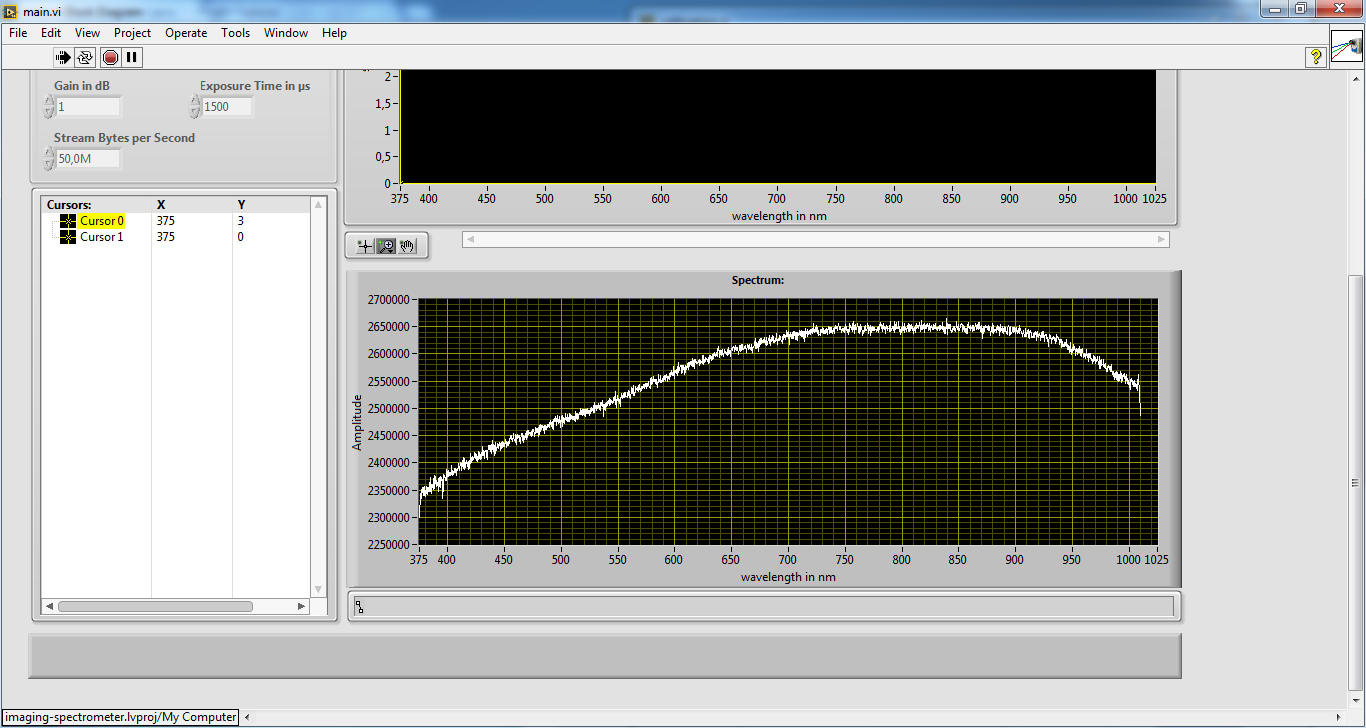 main.vi
File Edit View Project Operate Tools Window Help
Gain in dB Exposure Time in µs
1 1500
Stream Bytes per Second
50,0M
Cursors: X Y
Cursor 0 375 3
Cursor 1 375 0
2
1,5
1
0,5
0
375 400 450 500 550 600 650 700 750 800 850 900 950 1000 1025
wavelength in nm
Spectrum:
Amplitude
2700000
2650000
2600000
2550000
2500000
2450000
2400000
2350000
2300000
2250000
375 400 450 500 550 600 650 700 750 800 850 900 950 1000 1025
wavelength in nm
imaging-spectrometer.lvproj/My Computer